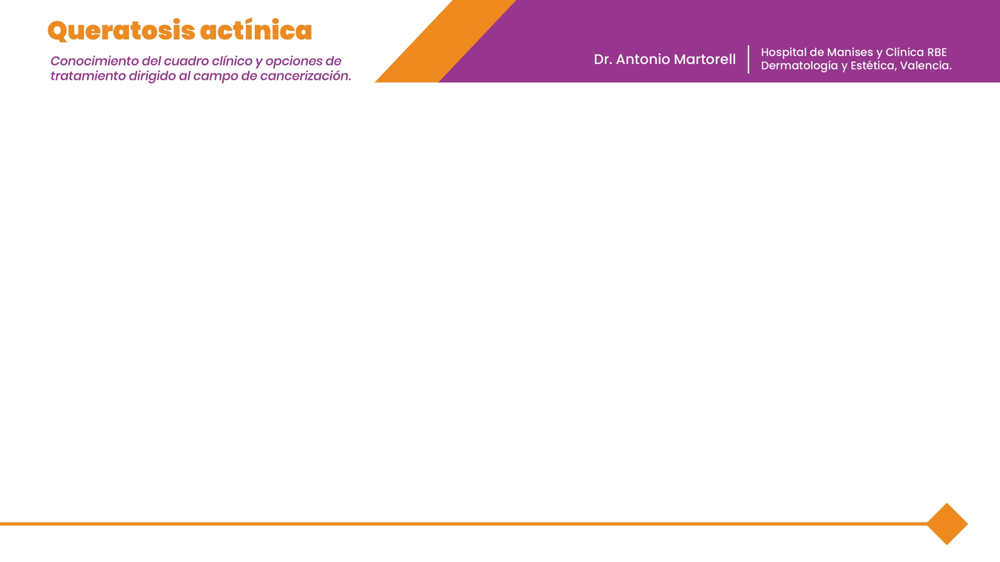 Queratosis actínica
Conocimiento del cuadro clínico y opciones de
tratamiento dirigido al campo de cancerización.
Dr. Antonio Martorell
Hospital de Manises y Clínica RBE
Dermatología y Estética, Valencia.